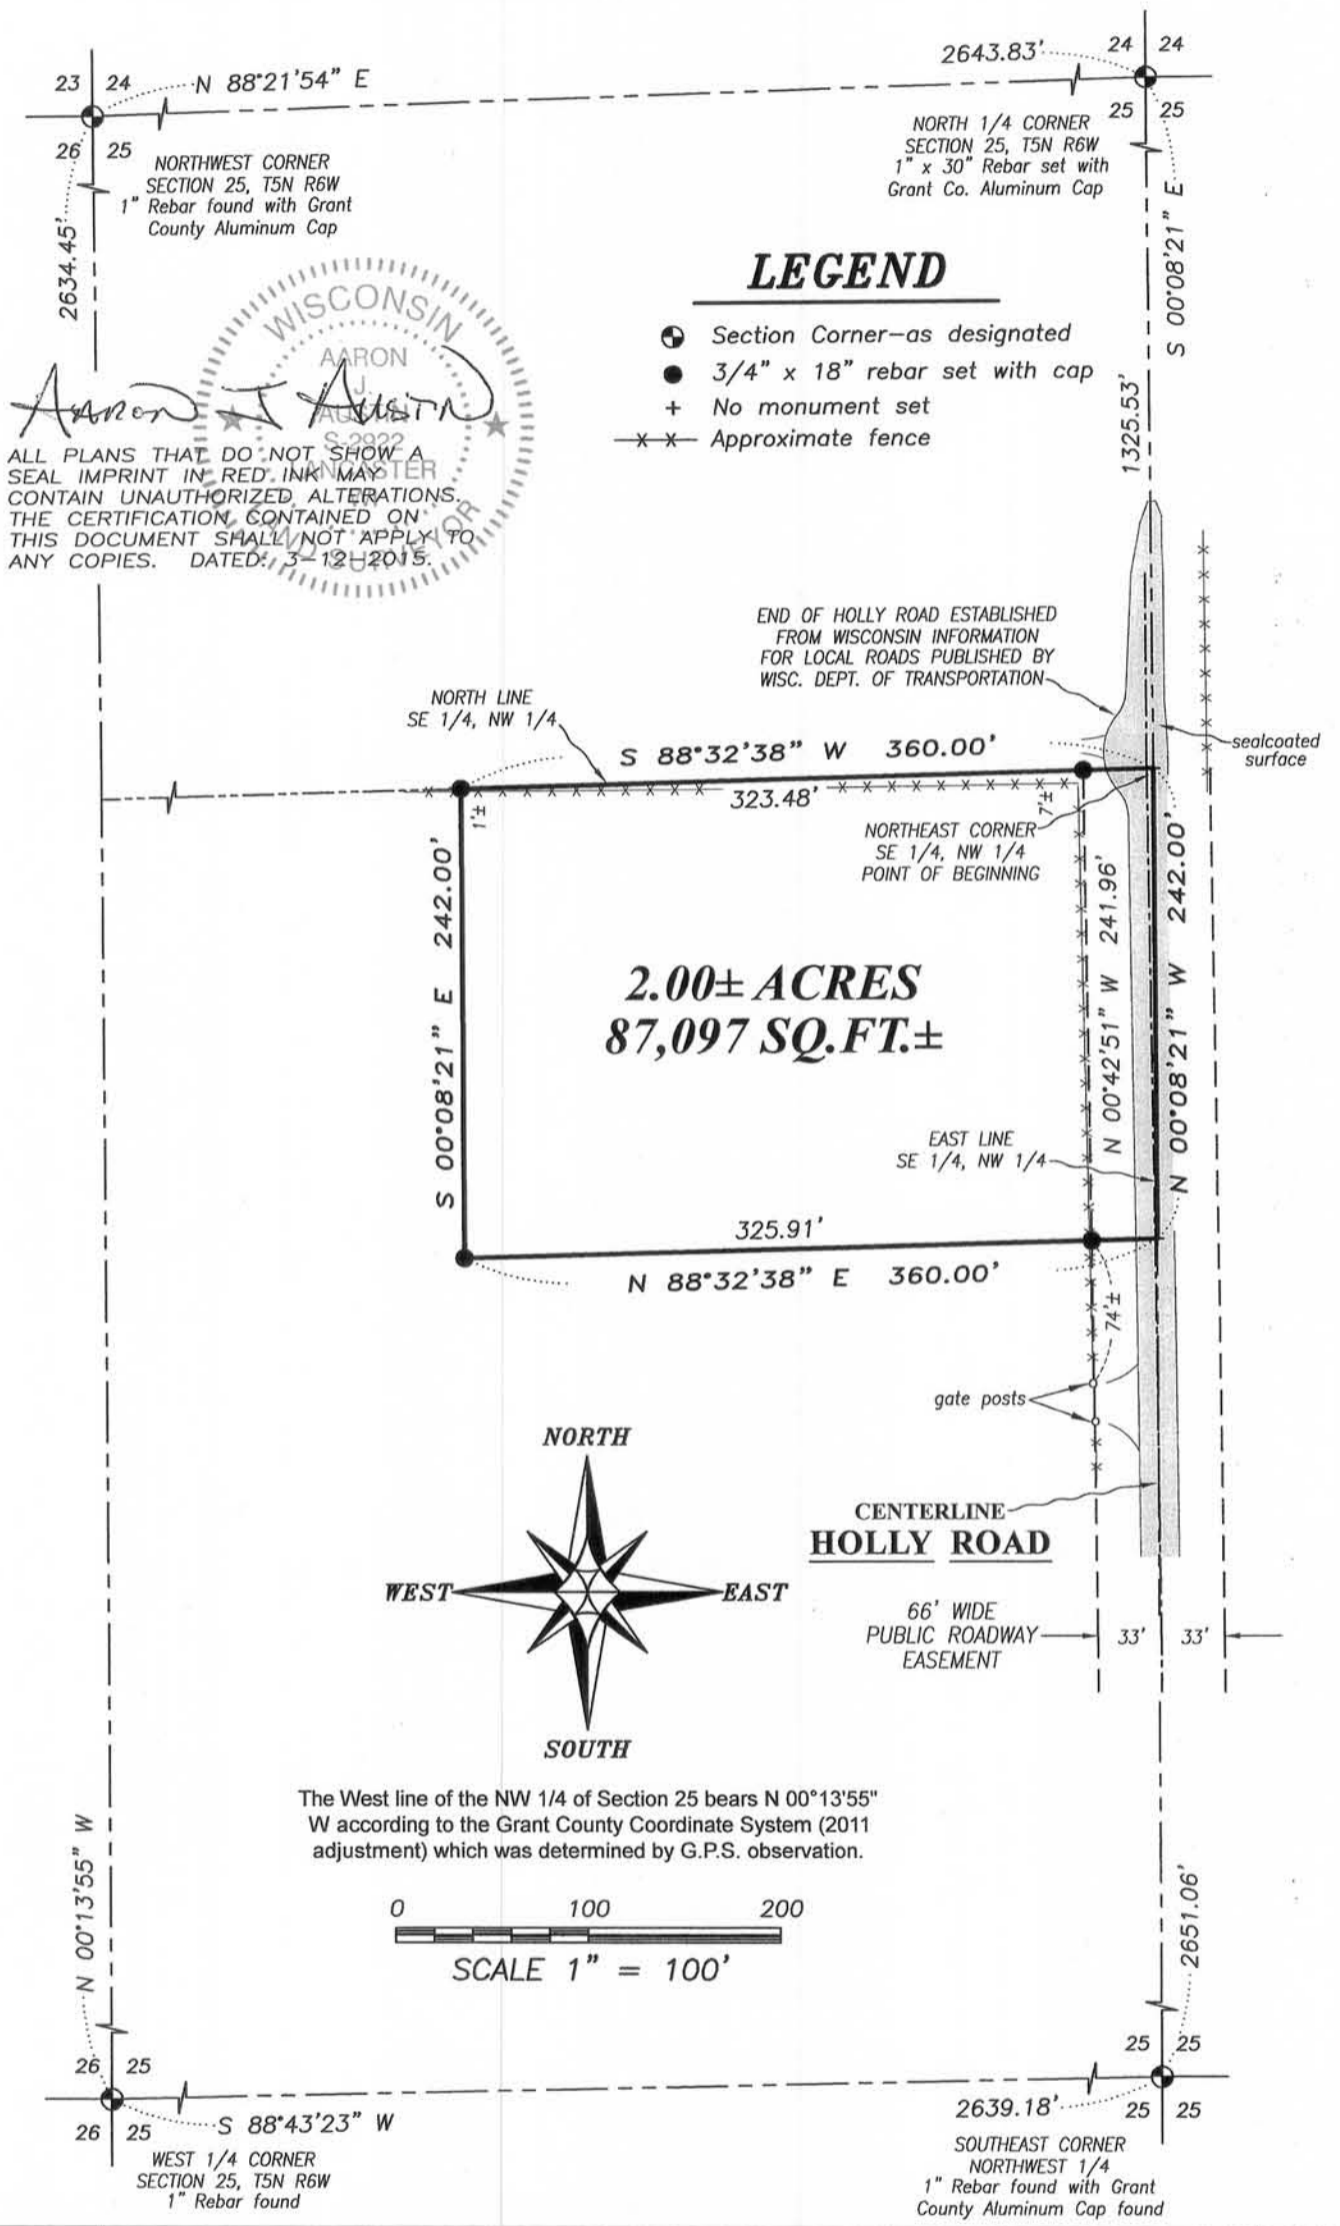 23 24
N 88°21'54" E
2643.83'
24 24
26 25
25 25
NORTHWEST CORNER
SECTION 25, T5N R6W
1" Rebar found with Grant
County Aluminum Cap
NORTH 1/4 CORNER
SECTION 25, T5N R6W
1" x 30" Rebar set with
Grant Co. Aluminum Cap
2634.45'
S 00°08'21" E
1325.53'
LEGEND
Section Corner-as designated
3/4" x 18" rebar set with cap
+ No monument set
x x Approximate fence
WISCONSIN
AARON
J.
AUSTIN
S-2922
LANCASTER
LAND SURVEYOR
Aaron J Austin
ALL PLANS THAT DO NOT SHOW A
SEAL IMPRINT IN RED INK MAY
CONTAIN UNAUTHORIZED ALTERATIONS.
THE CERTIFICATION CONTAINED ON
THIS DOCUMENT SHALL NOT APPLY TO
ANY COPIES. DATED: 3-12-2015.
END OF HOLLY ROAD ESTABLISHED
FROM WISCONSIN INFORMATION
FOR LOCAL ROADS PUBLISHED BY
WISC. DEPT. OF TRANSPORTATION
NORTH LINE
SE 1/4, NW 1/4
S 88°32'38" W 360.00'
sealcoated
surface
323.48'
1'±
7'±
NORTHEAST CORNER
SE 1/4, NW 1/4
POINT OF BEGINNING
S 00°08'21" E 242.00'
N 00°42'51" W 241.96'
N 00°08'21" W 242.00'
2.00± ACRES
87,097 SQ.FT.±
EAST LINE
SE 1/4, NW 1/4
325.91'
N 88°32'38" E 360.00'
74'±
gate posts
NORTH
WEST
EAST
SOUTH
CENTERLINE
HOLLY ROAD
66' WIDE
PUBLIC ROADWAY
EASEMENT
33' 33'
The West line of the NW 1/4 of Section 25 bears N 00°13'55"
W according to the Grant County Coordinate System (2011
adjustment) which was determined by G.P.S. observation.
0 100 200
SCALE 1" = 100'
N 00°13'55" W
2651.06'
26 25
25 25
S 88°43'23" W
2639.18'
26 25
25 25
WEST 1/4 CORNER
SECTION 25, T5N R6W
1" Rebar found
SOUTHEAST CORNER
NORTHWEST 1/4
1" Rebar found with Grant
County Aluminum Cap found